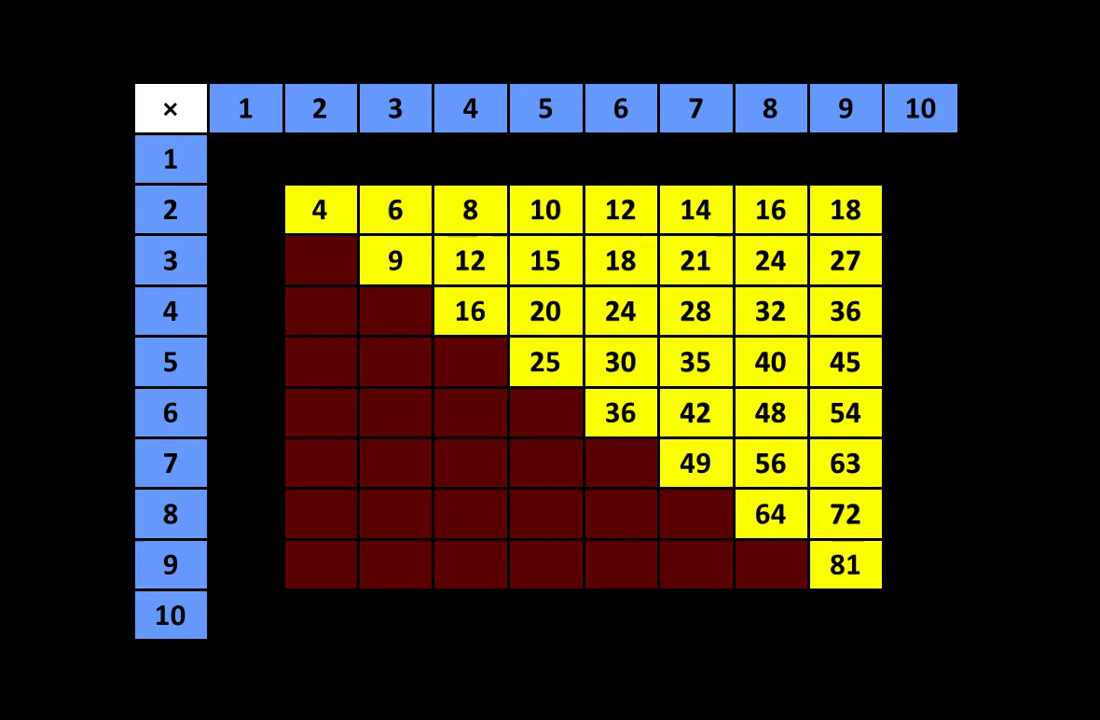 × 1 2 3 4 5 6 7 8 9 10
1
2 4 6 8 10 12 14 16 18
3 9 12 15 18 21 24 27
4 16 20 24 28 32 36
5 25 30 35 40 45
6 36 42 48 54
7 49 56 63
8 64 72
9 81
10